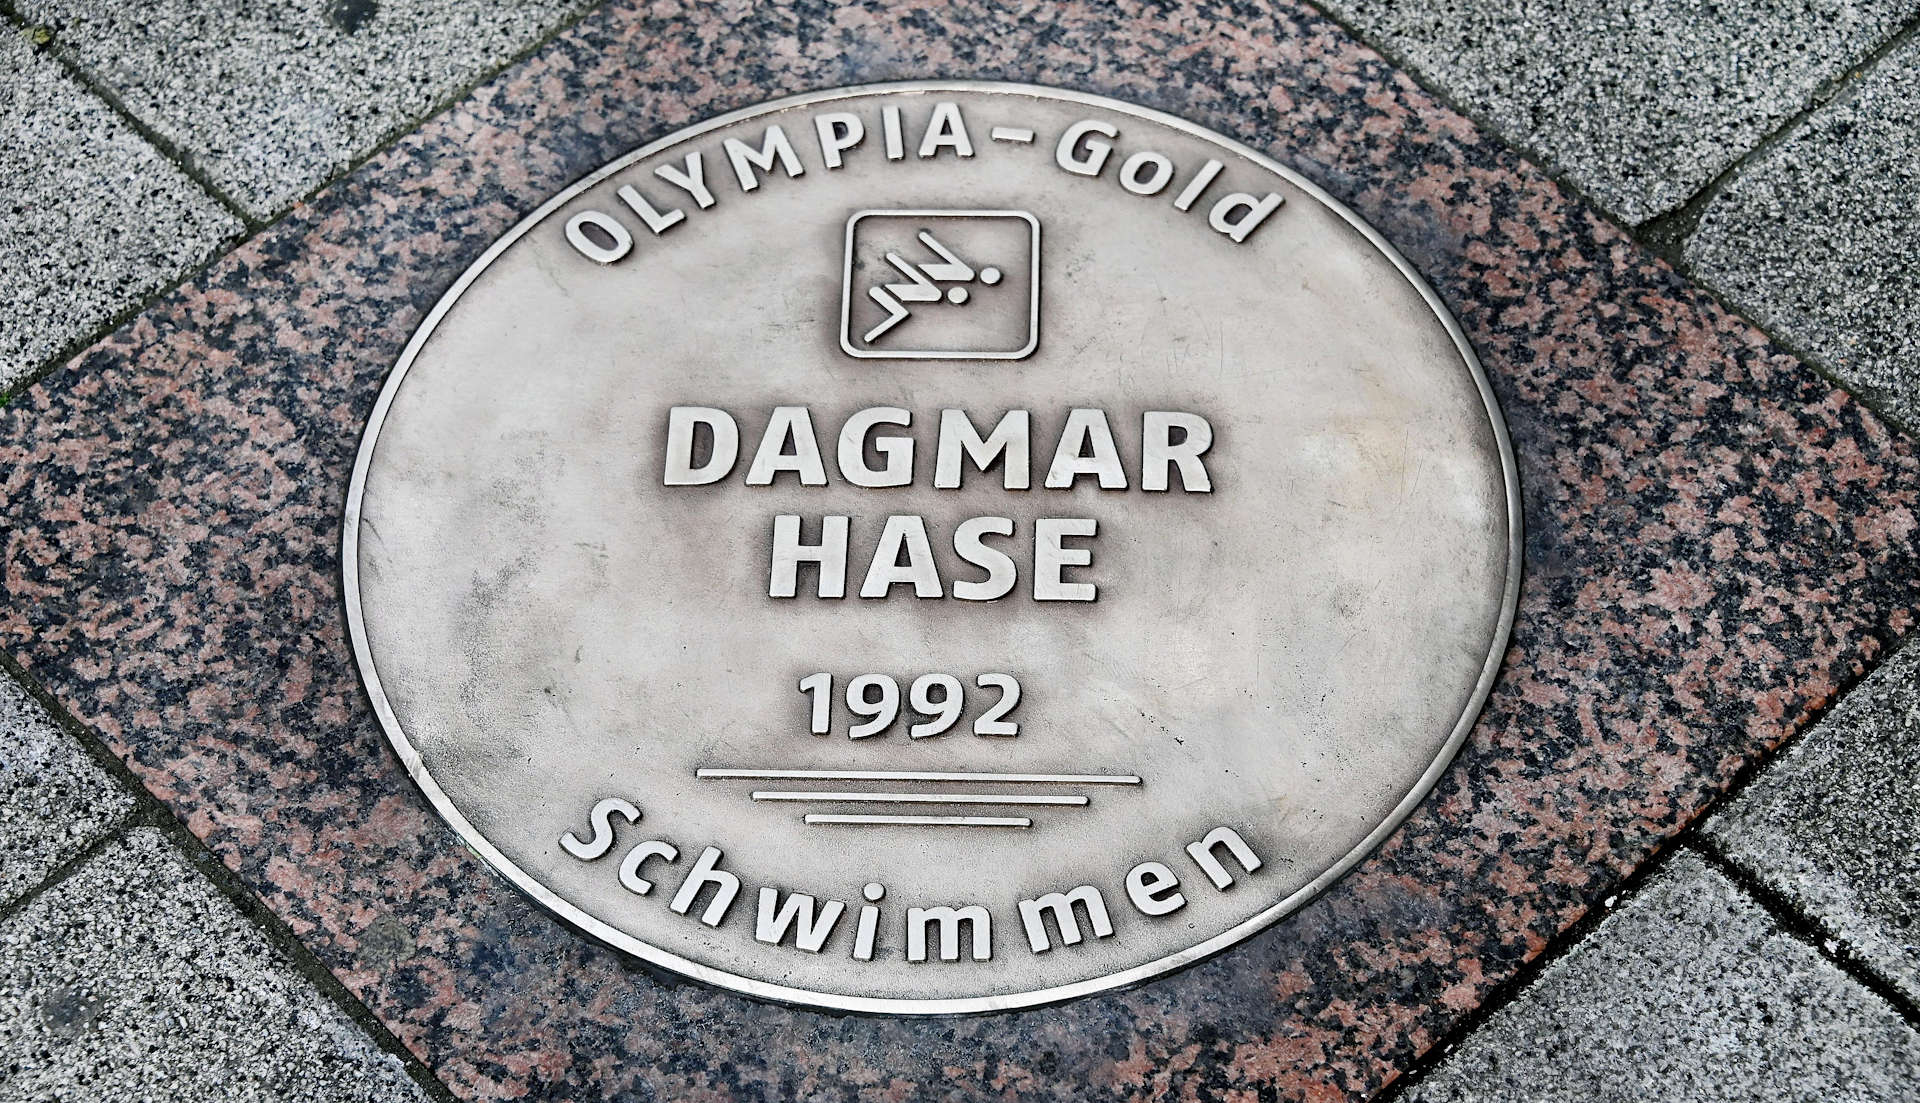 OLYMPIA-Gold
DAGMAR
HASE
1992
Schwimmen